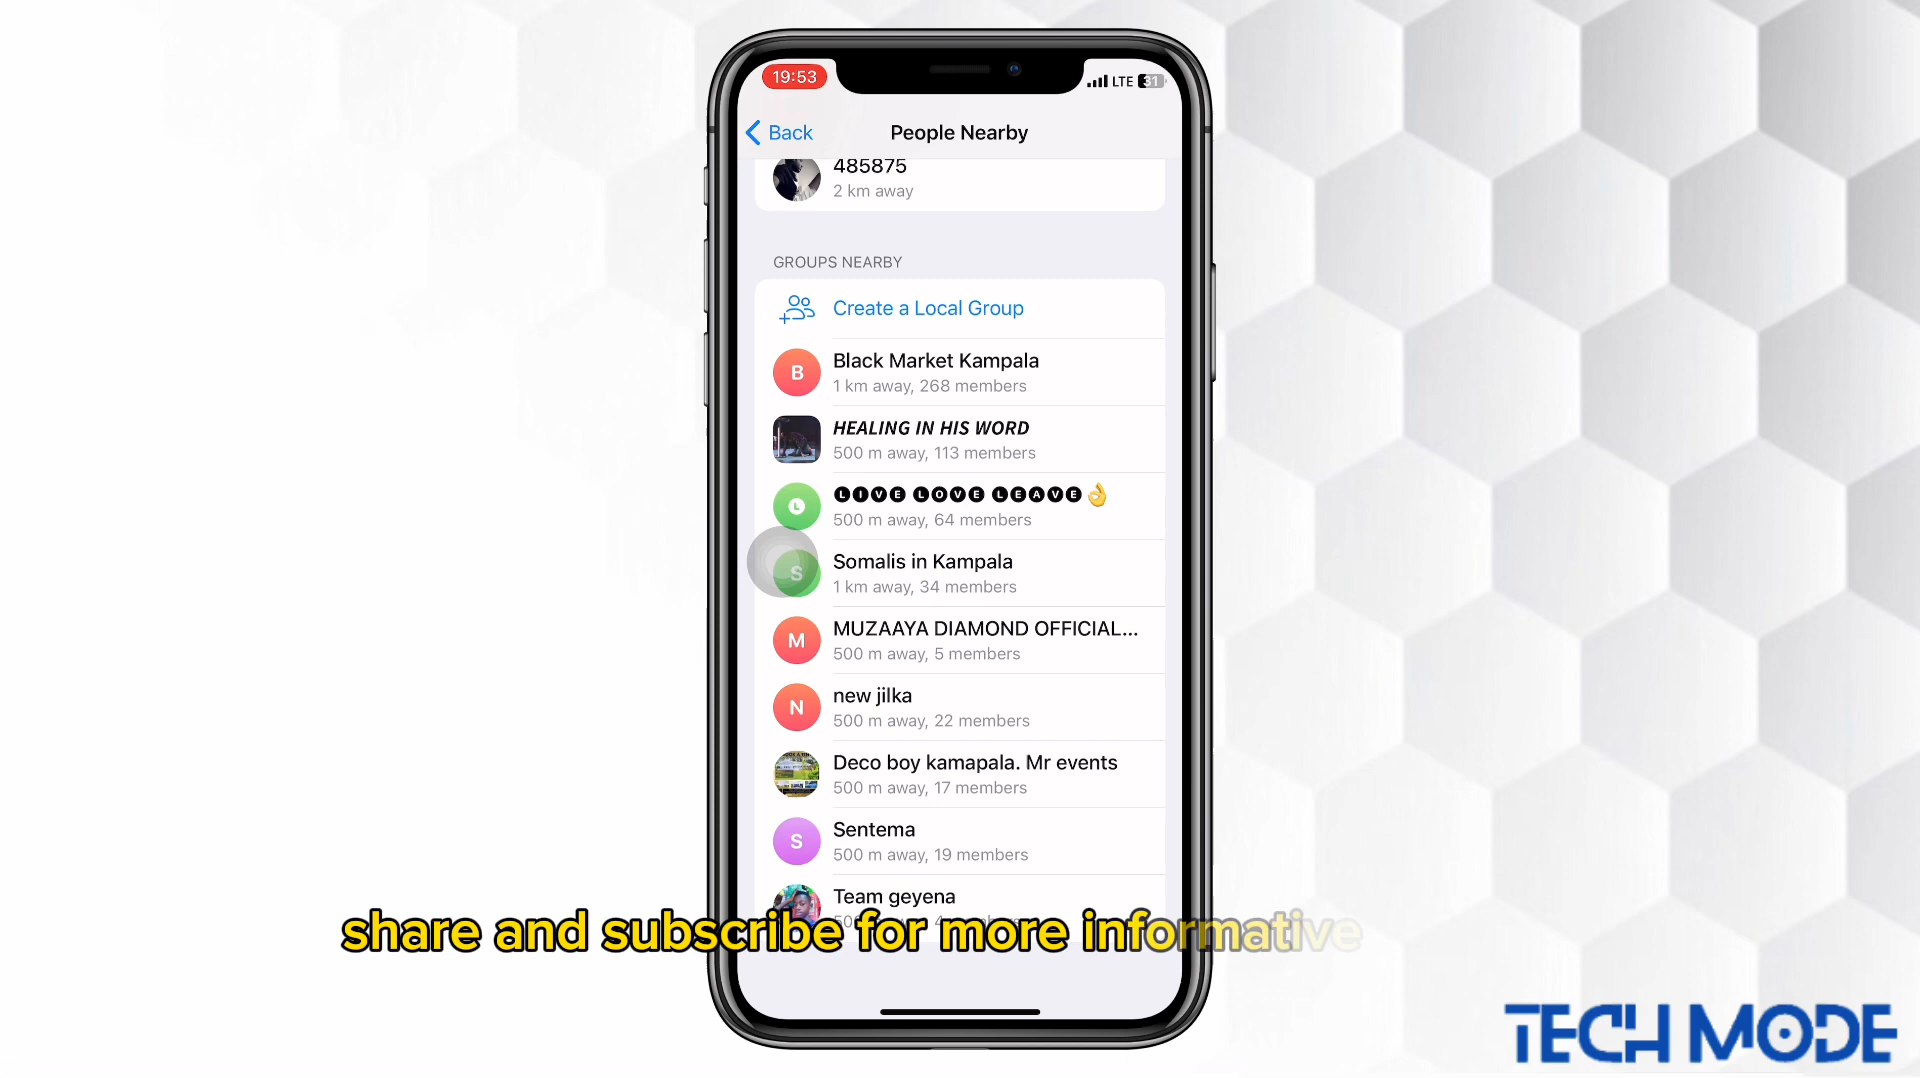 19:53
LTE 31
Back
People Nearby
485875
2 km away
GROUPS NEARBY
Create a Local Group
B
Black Market Kampala
1 km away, 268 members
HEALING IN HIS WORD
500 m away, 113 members
L
🅛🅘🅥🅔 🅛🅞🅥🅔 🅛🅔🅐🅥🅔👌
500 m away, 64 members
S
Somalis in Kampala
1 km away, 34 members
M
MUZAAYA DIAMOND OFFICIAL...
500 m away, 5 members
N
new jilka
500 m away, 22 members
Deco boy kamapala. Mr events
500 m away, 17 members
S
Sentema
500 m away, 19 members
Team geyena
share and subscribe for more informative
TECH MODE